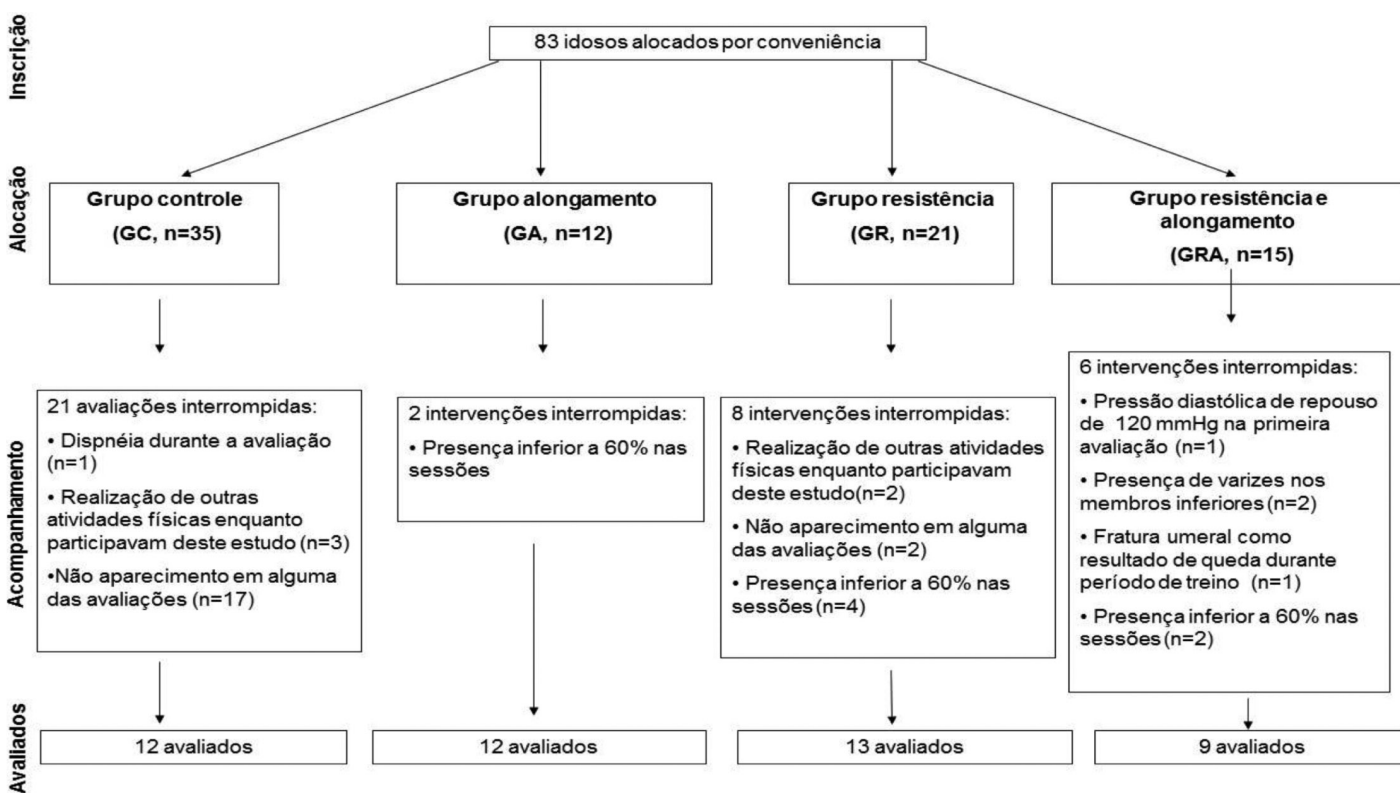 Inscrição
83 idosos alocados por conveniência
Alocação
Grupo controle
(GC, n=35)
Grupo alongamento
(GA, n=12)
Grupo resistência
(GR, n=21)
Grupo resistência e
alongamento
(GRA, n=15)
Acompanhamento
21 avaliações interrompidas:
• Dispnéia durante a avaliação
(n=1)
• Realização de outras
atividades físicas enquanto
participavam deste estudo (n=3)
•Não aparecimento em alguma
das avaliações (n=17)
2 intervenções interrompidas:
• Presença inferior a 60% nas
sessões
8 intervenções interrompidas:
• Realização de outras atividades
físicas enquanto participavam
deste estudo(n=2)
• Não aparecimento em alguma
das avaliações (n=2)
• Presença inferior a 60% nas
sessões (n=4)
6 intervenções interrompidas:
• Pressão diastólica de repouso
de 120 mmHg na primeira
avaliação (n=1)
• Presença de varizes nos
membros inferiores (n=2)
• Fratura umeral como
resultado de queda durante
período de treino (n=1)
• Presença inferior a 60% nas
sessões (n=2)
Avaliados
12 avaliados
12 avaliados
13 avaliados
9 avaliados